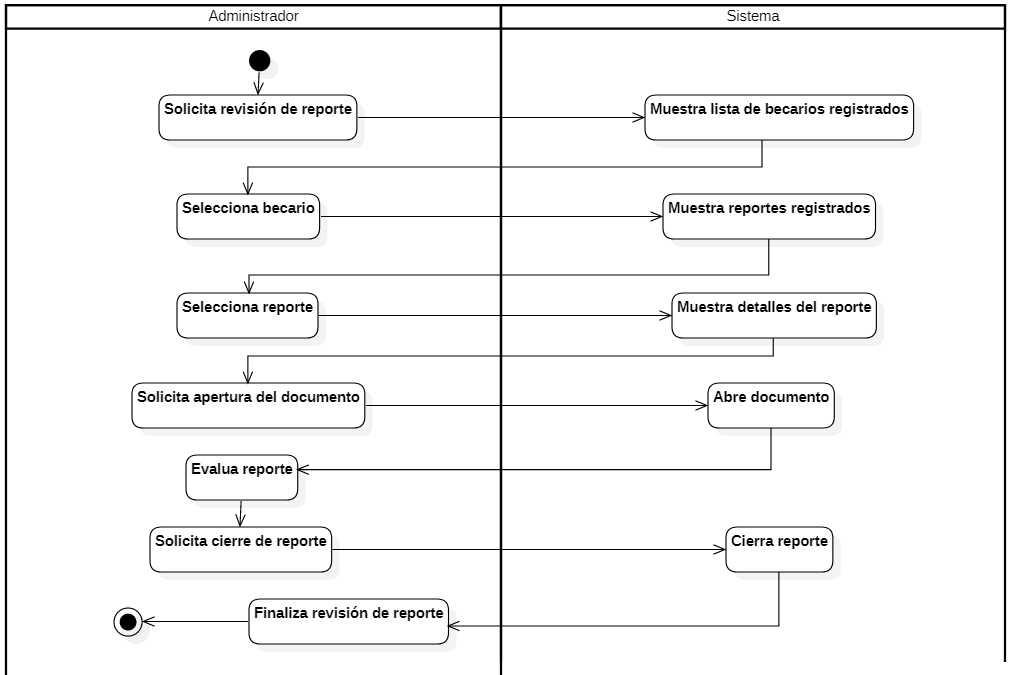 Administrador
Sistema
Solicita revisión de reporte
Muestra lista de becarios registrados
Selecciona becario
Muestra reportes registrados
Selecciona reporte
Muestra detalles del reporte
Solicita apertura del documento
Abre documento
Evalua reporte
Solicita cierre de reporte
Cierra reporte
Finaliza revisión de reporte